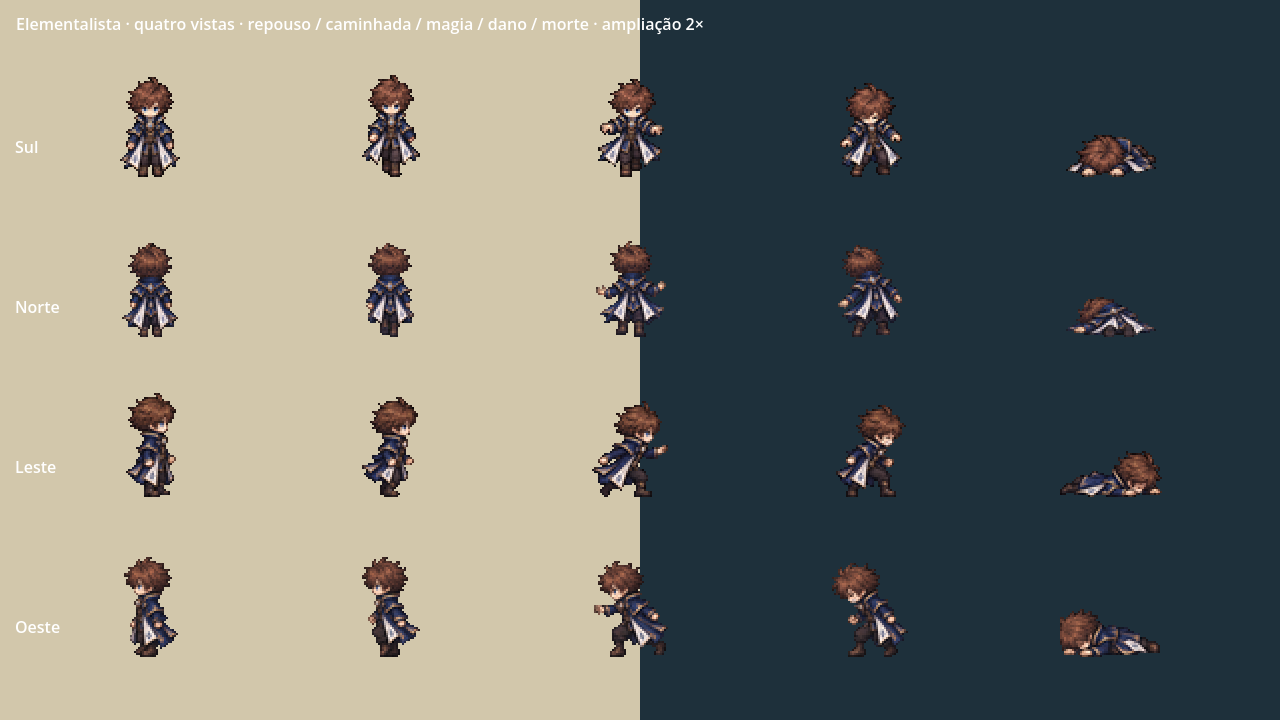 Elementalista · quatro vistas · repouso / caminhada / magia / dano / morte · ampliação 2×
Sul
Norte
Leste
Oeste